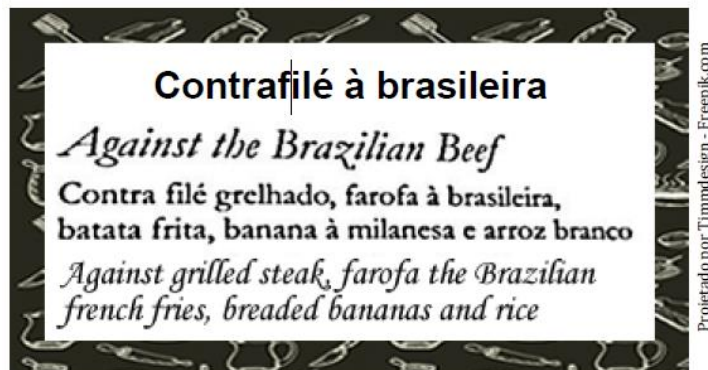 Contrafilé à brasileira
Against the Brazilian Beef
Contra filé grelhado, farofa à brasileira,
batata frita, banana à milanesa e arroz branco
Against grilled steak, farofa the Brazilian
french fries, breaded bananas and rice
Projetado por Timmdesign - Freepik.com